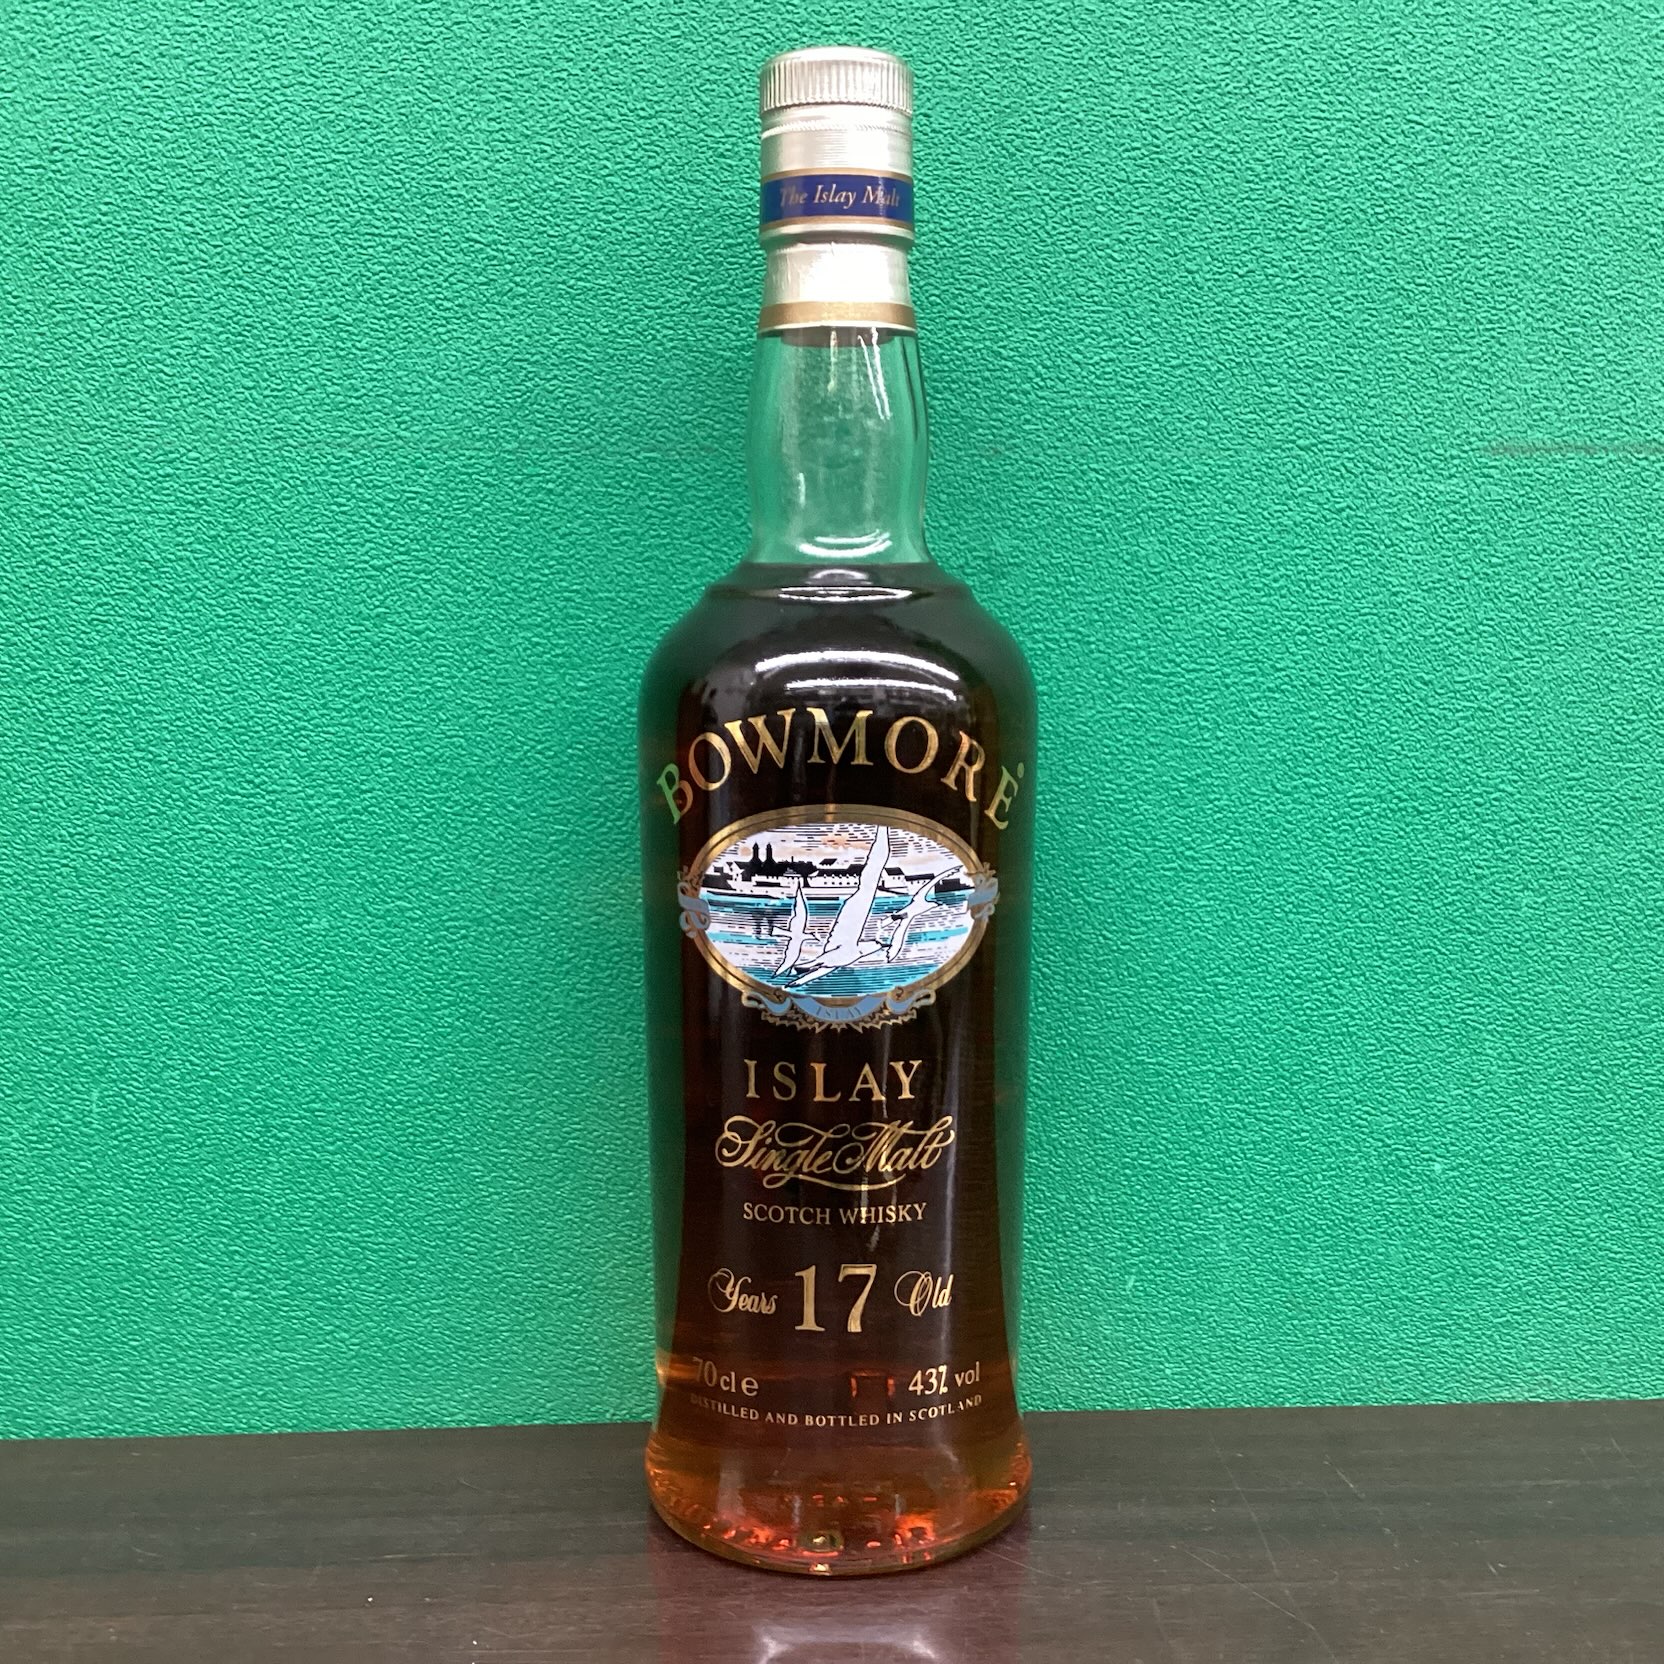 The Islay Malt
BOWMORE
ISLAY
ISLAY
Single Malt
SCOTCH WHISKY
Years 17 Old
70cl e 43% vol
DISTILLED AND BOTTLED IN SCOTLAND